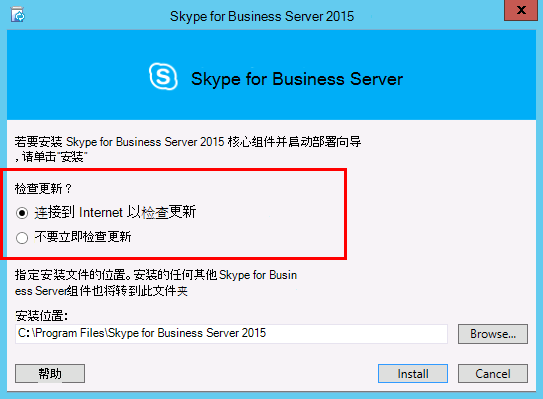 Skype for Business Server 2015
x
Skype for Business Server
若要安装 Skype for Business Server 2015 核心组件并启动部署向导
，请单击“安装”
检查更新？
连接到 Internet 以检查更新
不要立即检查更新
指定安装文件的位置。安装的任何其他 Skype for Busin
ess Server组件也将转到此文件夹
安装位置：
C:\Program Files\Skype for Business Server 2015
Browse...
帮助
Install
Cancel